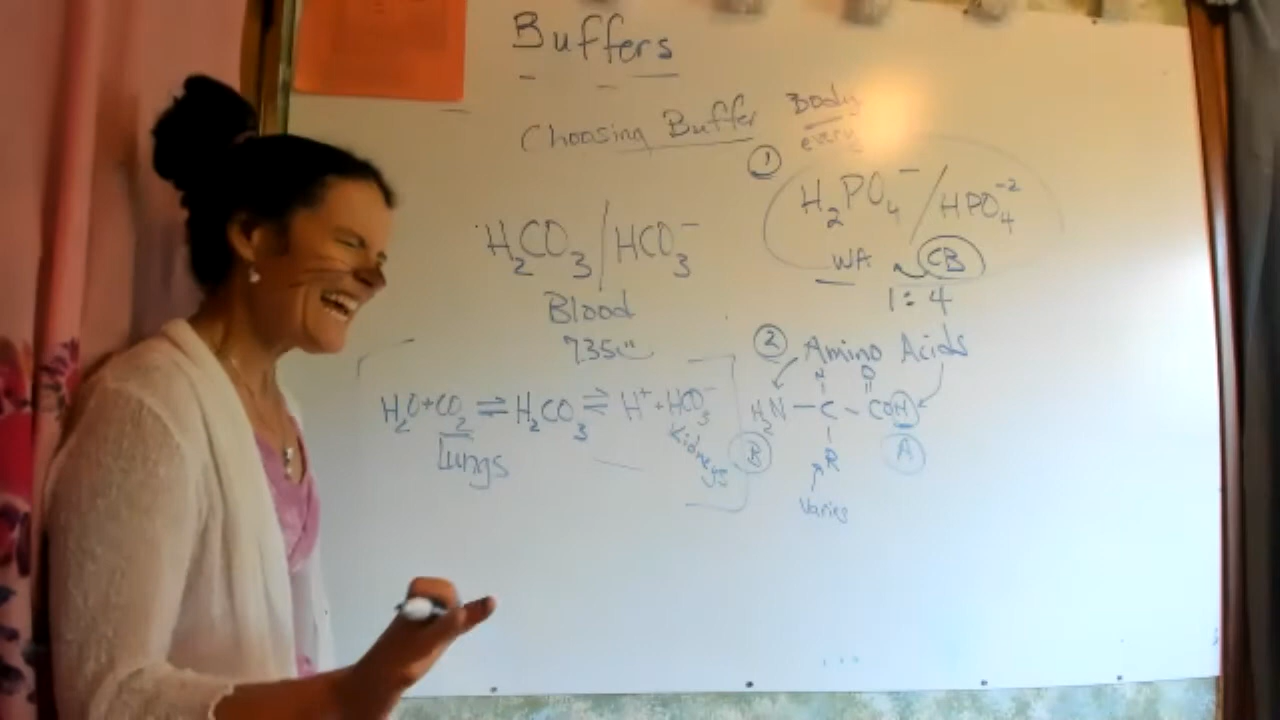 Buffers
Choosing Buffer
H₂CO₃/HCO₃⁻
Blood
7.35
H₂O+CO₂ ⇌ H₂CO₃ ⇌ H⁺+HCO₃⁻
Lungs
Kidneys
Body
every
① H₂PO₄⁻/HPO₄⁻²
WA CB
1:4
② Amino Acids
H O
H₂N—C—COH
R
B A
Varies